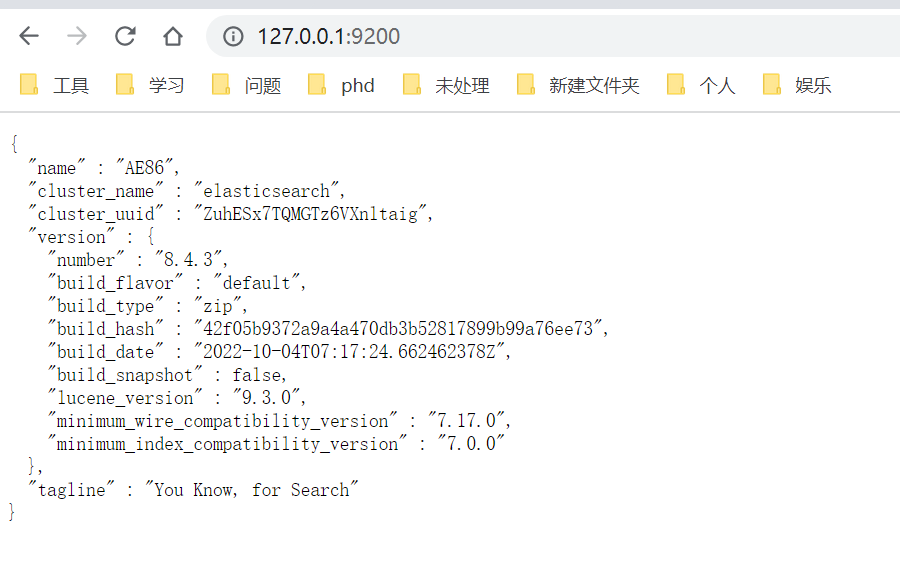 127.0.0.1:9200
工具 学习 问题 phd 未处理 新建文件夹 个人 娱乐
{
  "name" : "AE86",
  "cluster_name" : "elasticsearch",
  "cluster_uuid" : "ZuhESx7TQMGTz6VXnltaig",
  "version" : {
    "number" : "8.4.3",
    "build_flavor" : "default",
    "build_type" : "zip",
    "build_hash" : "42f05b9372a9a4a470db3b52817899b99a76ee73",
    "build_date" : "2022-10-04T07:17:24.662462378Z",
    "build_snapshot" : false,
    "lucene_version" : "9.3.0",
    "minimum_wire_compatibility_version" : "7.17.0",
    "minimum_index_compatibility_version" : "7.0.0"
  },
  "tagline" : "You Know, for Search"
}